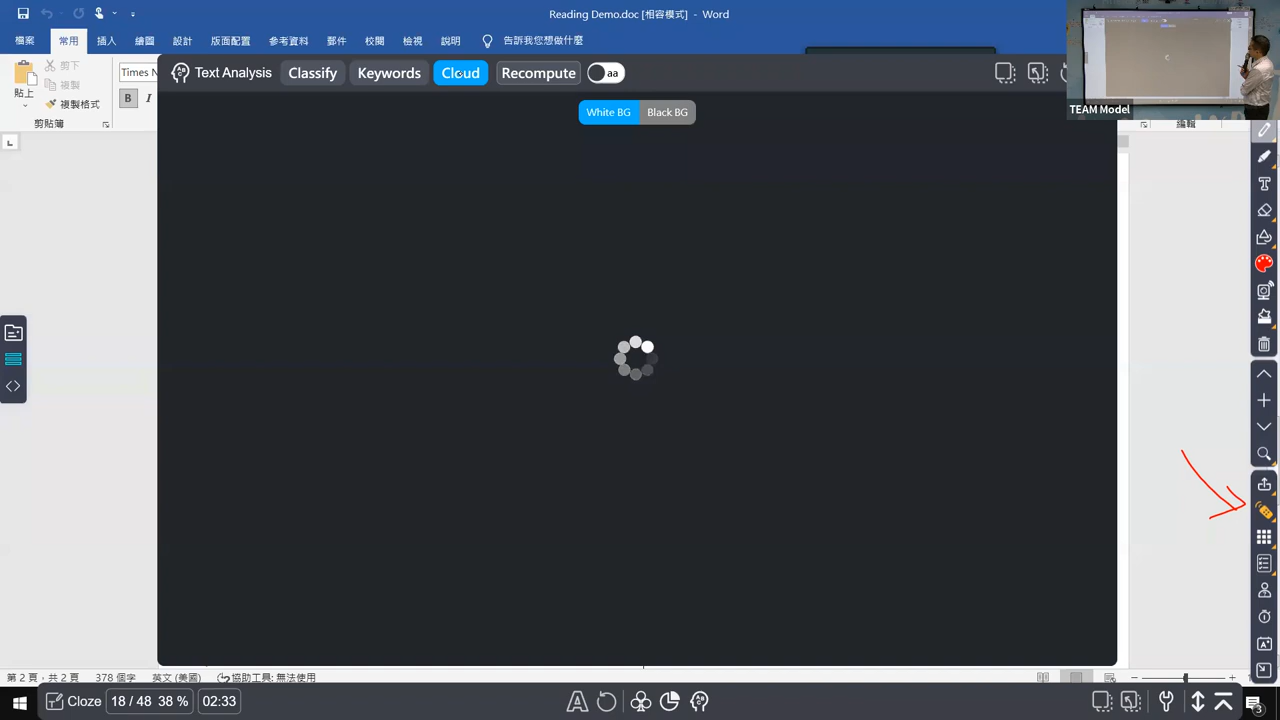 Reading Demo.doc [相容模式] - Word
檔案 常用 插入 繪圖 設計 版面配置 參考資料 郵件 校閱 檢視 說明 告訴我您想做什麼
貼上 剪下
複製
複製格式
剪貼簿
Times N
B I
Text Analysis Classify Keywords Cloud Recompute aa
White BG Black BG
TEAM Model
編輯
第 2 頁，共 2 頁 378 個字 英文 (美國) 協助工具: 無法使用
Cloze 18 / 48 38 % 02:33
A
3